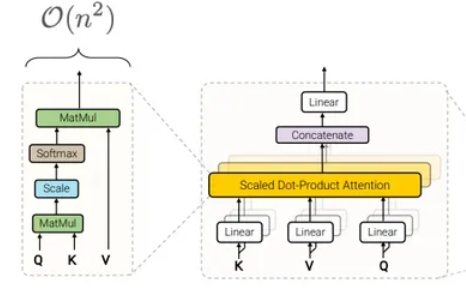 O(n²)
MatMul
Softmax
Scale
MatMul
Q K V
Linear
Concatenate
Scaled Dot-Product Attention
Linear Linear Linear
K V Q